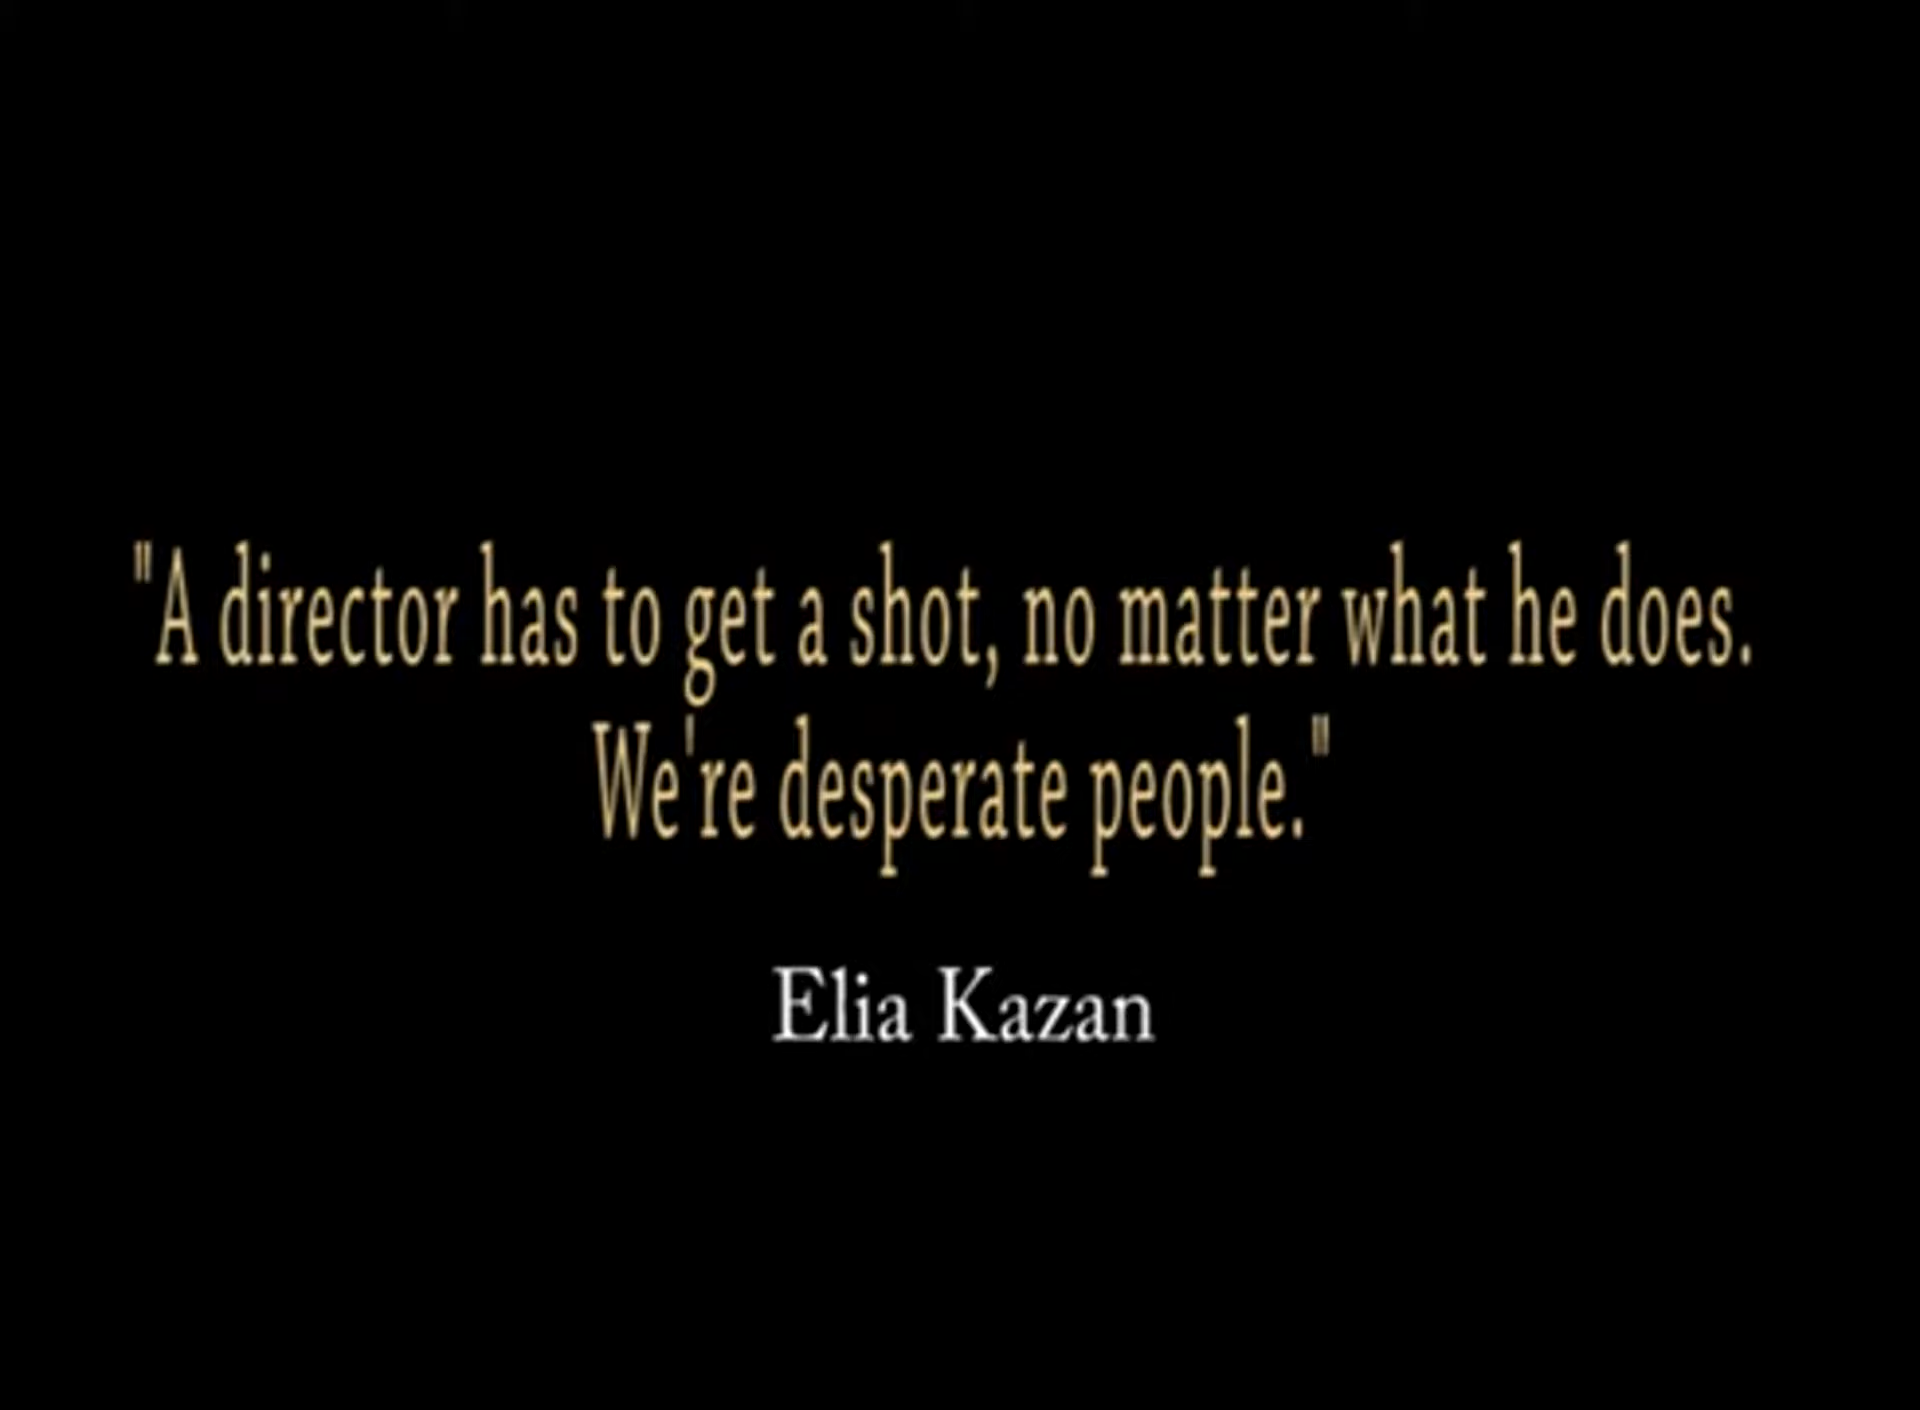 "A director has to get a shot, no matter what he does.
We're desperate people."
Elia Kazan